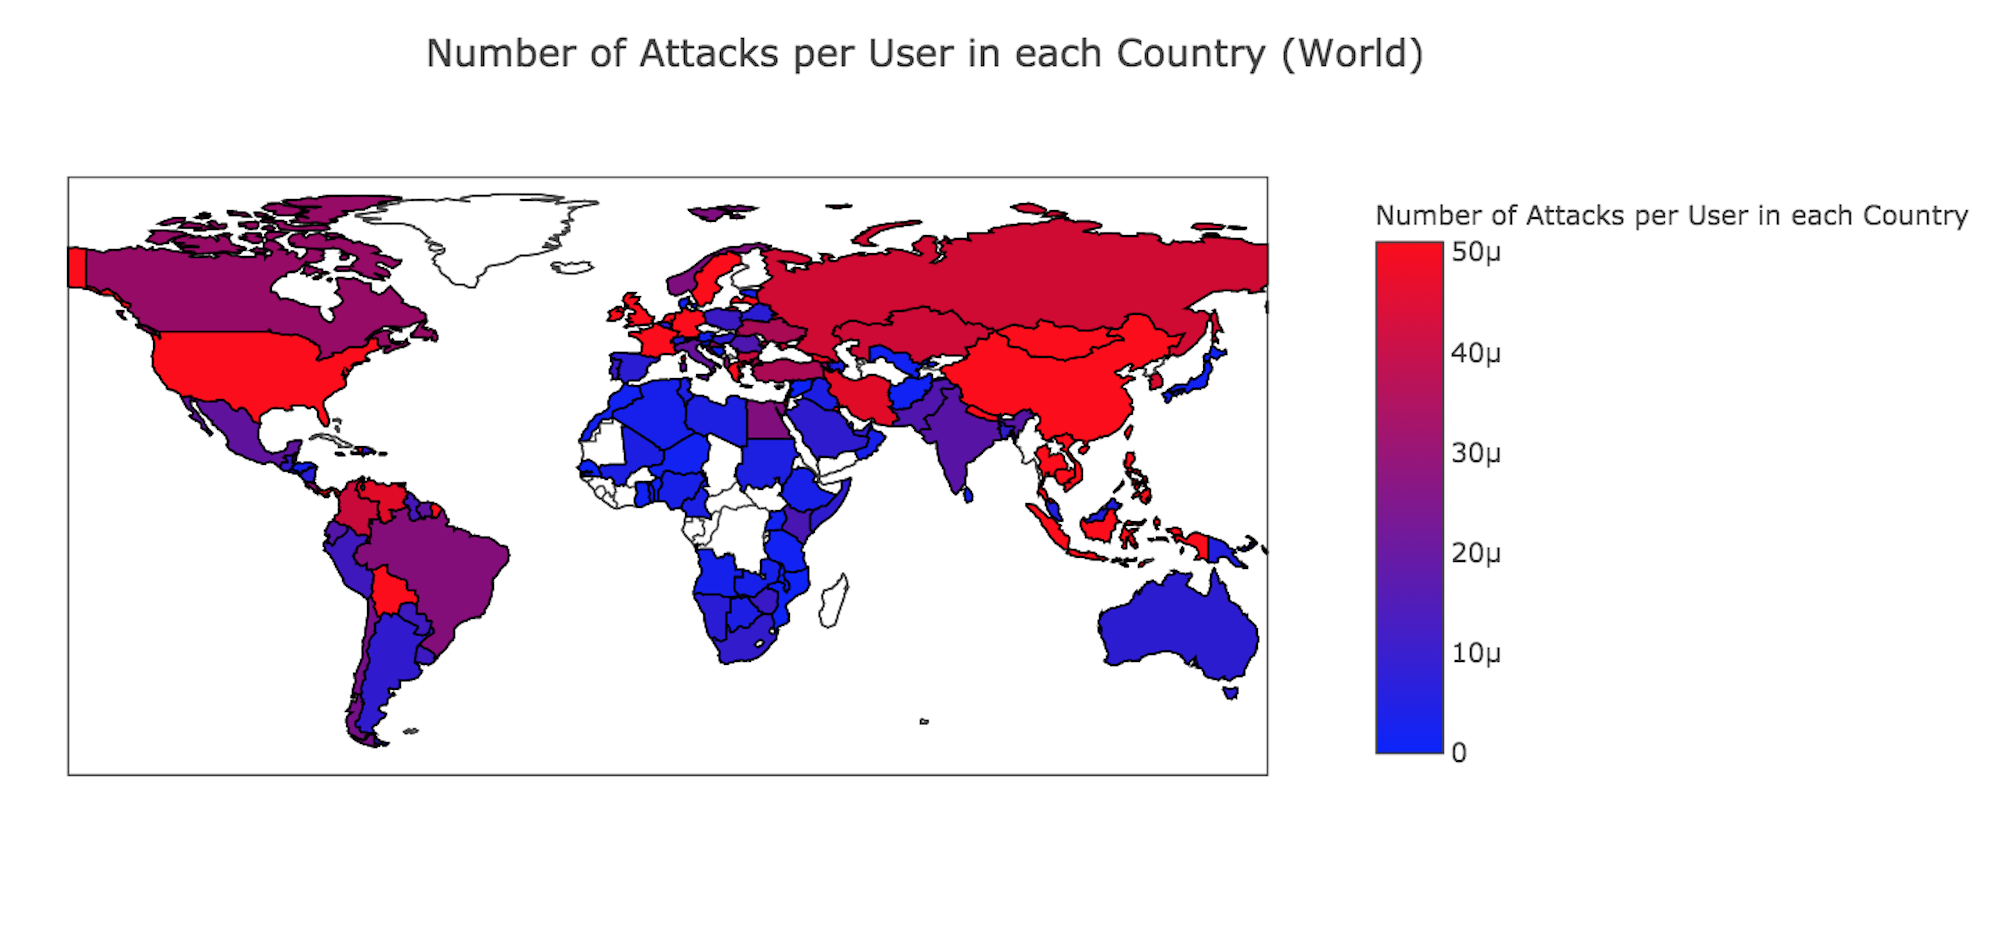 Number of Attacks per User in each Country (World)
Number of Attacks per User in each Country
50μ
40μ
30μ
20μ
10μ
0